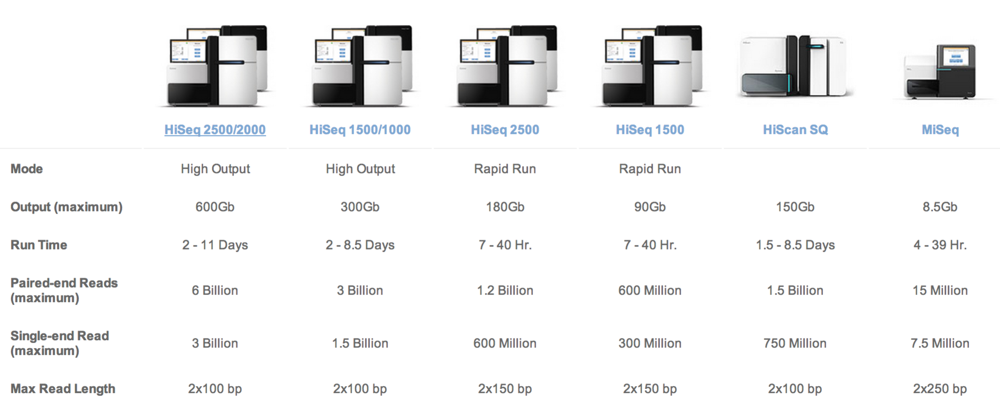 HiSeq 2500/2000 HiSeq 1500/1000 HiSeq 2500 HiSeq 1500 HiScan SQ MiSeq
Mode High Output High Output Rapid Run Rapid Run
Output (maximum) 600Gb 300Gb 180Gb 90Gb 150Gb 8.5Gb
Run Time 2 - 11 Days 2 - 8.5 Days 7 - 40 Hr. 7 - 40 Hr. 1.5 - 8.5 Days 4 - 39 Hr.
Paired-end Reads
(maximum) 6 Billion 3 Billion 1.2 Billion 600 Million 1.5 Billion 15 Million
Single-end Read
(maximum) 3 Billion 1.5 Billion 600 Million 300 Million 750 Million 7.5 Million
Max Read Length 2x100 bp 2x100 bp 2x150 bp 2x150 bp 2x100 bp 2x250 bp